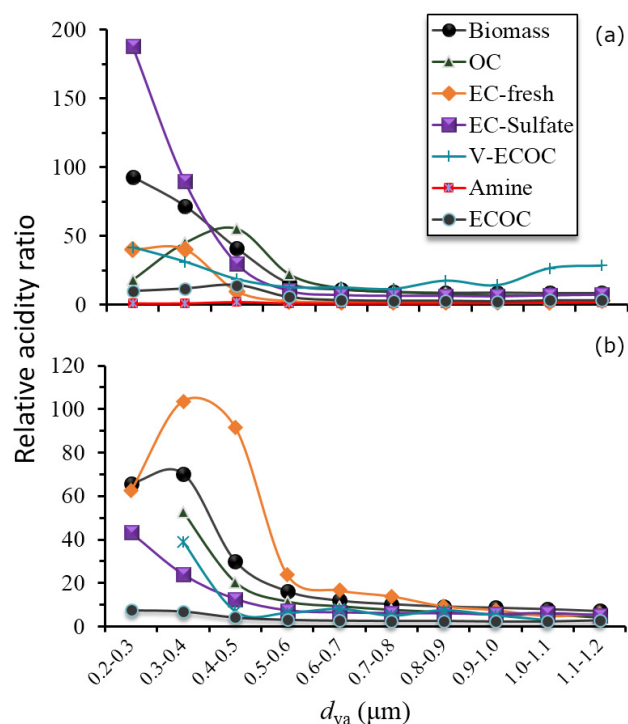 200
150
100
50
0
(a)
Biomass
OC
EC-fresh
EC-Sulfate
V-ECOC
Amine
ECOC
Relative acidity ratio
120
100
80
60
40
20
0
(b)
0.2-0.3
0.3-0.4
0.4-0.5
0.5-0.6
0.6-0.7
0.7-0.8
0.8-0.9
0.9-1.0
1.0-1.1
1.1-1.2
dva (μm)